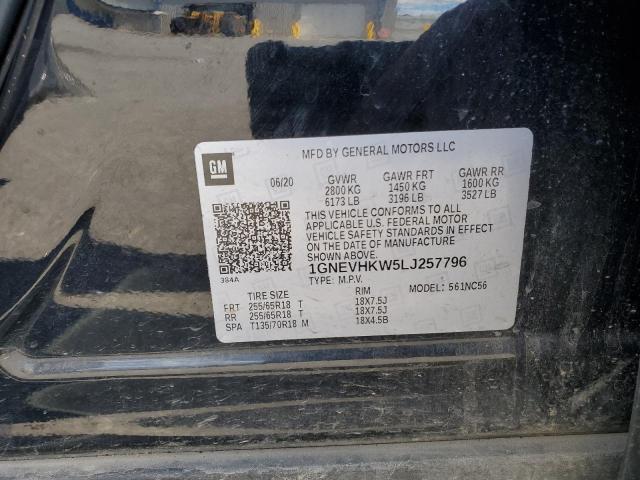 MFD BY GENERAL MOTORS LLC
GM
06/20 GVWR GAWR FRT GAWR RR
2800 KG 1450 KG 1600 KG
6173 LB 3196 LB 3527 LB
THIS VEHICLE CONFORMS TO ALL
APPLICABLE U.S. FEDERAL MOTOR
VEHICLE SAFETY STANDARDS IN EFFECT
ON THE DATE OF MANUFACTURE
SHOWN ABOVE.
1GNEVHKW5LJ257796
384A
TYPE: M.P.V. MODEL: 561NC56
TIRE SIZE RIM
FRT 255/65R18 T 18X7.5J
RR 255/65R18 T 18X7.5J
SPA T135/70R18 M 18X4.5B